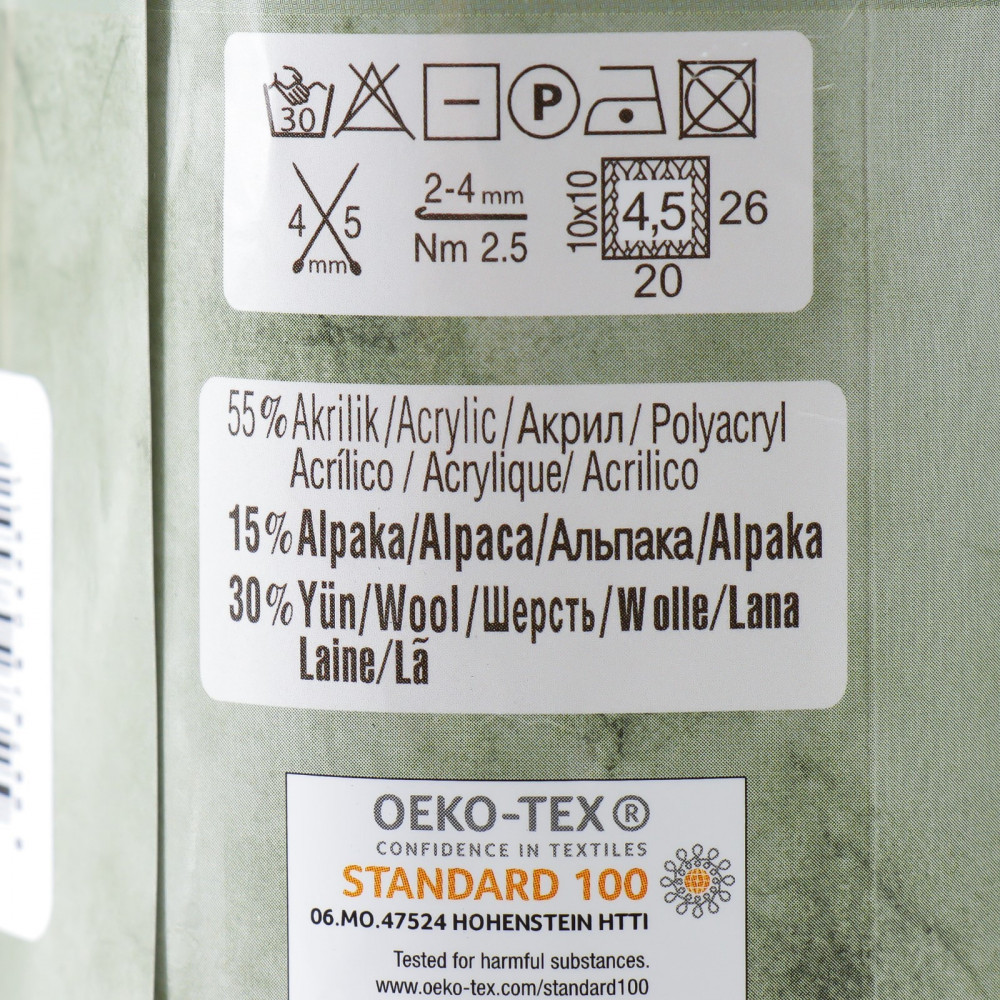 30
P
4 5
mm
2-4 mm
Nm 2.5
10x10
4,5
26
20
55% Akrilik/Acrylic/Акрил/Polyacryl
Acrílico / Acrylique/ Acrilico
15% Alpaka/Alpaca/Альпака/Alpaka
30% Yün/Wool/Шерсть/Wolle/Lana
Laine/Lã
OEKO-TEX®
CONFIDENCE IN TEXTILES
STANDARD 100
06.MO.47524 HOHENSTEIN HTTI
Tested for harmful substances.
www.oeko-tex.com/standard100